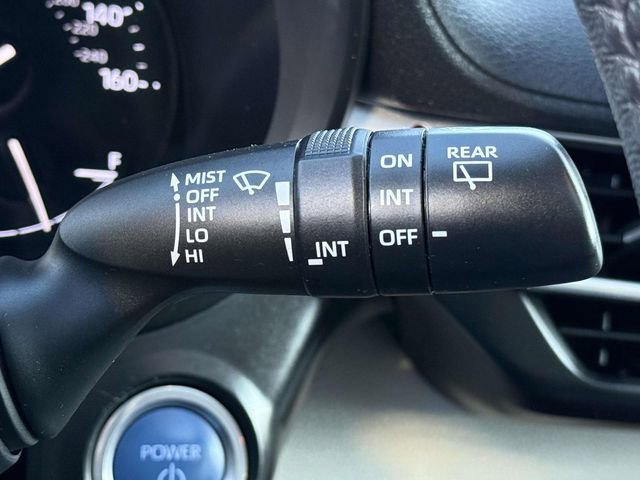 140
220
160
240
F
MIST
OFF
INT
LO
HI
INT
ON
INT
OFF
REAR
POWER